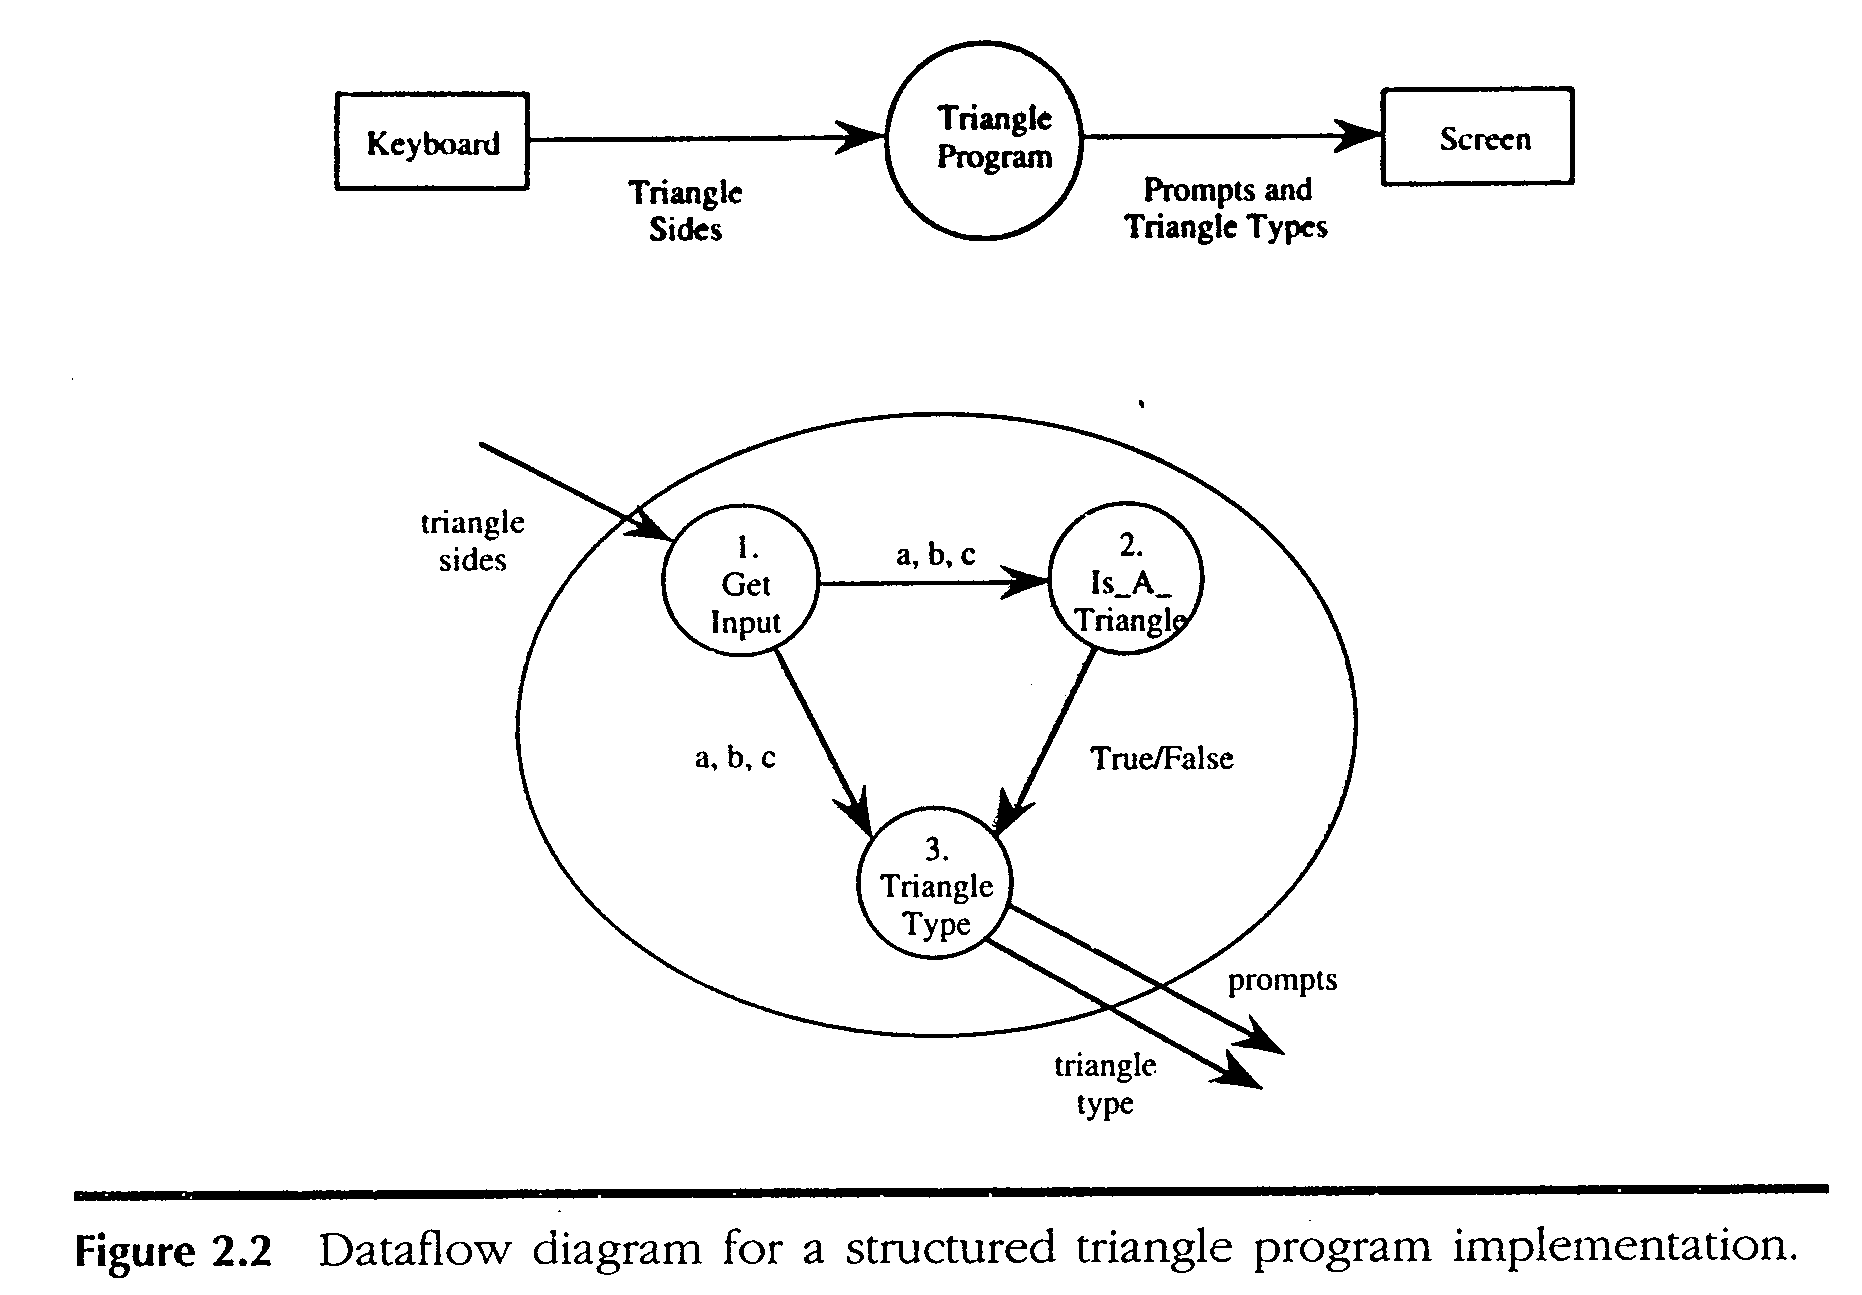 Keyboard
Triangle
Sides
Triangle
Program
Prompts and
Triangle Types
Screen
triangle
sides
1.
Get
Input
a, b, c
2.
Is_A_
Triangle
a, b, c
True/False
3.
Triangle
Type
prompts
triangle
type
Figure 2.2 Dataflow diagram for a structured triangle program implementation.